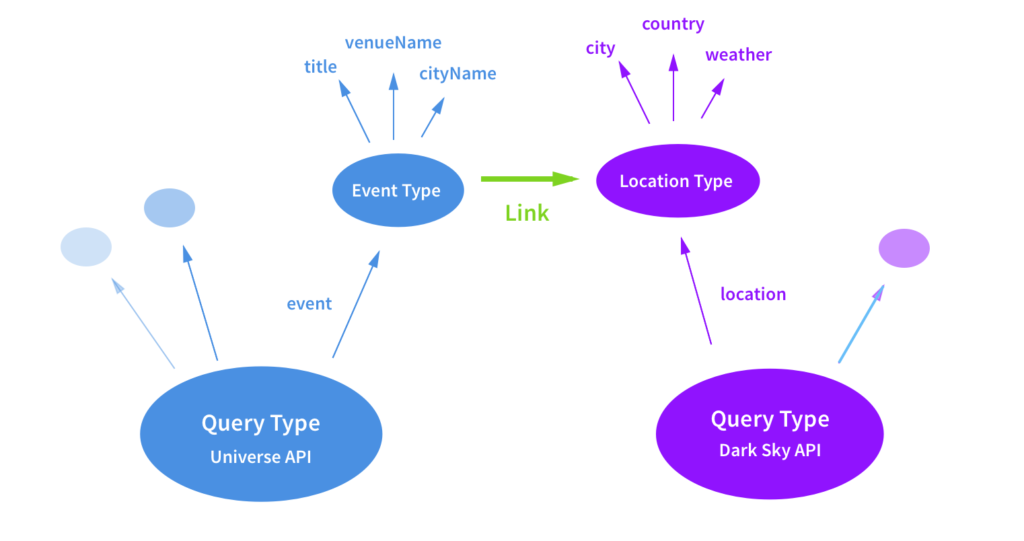 title
venueName
cityName
Event Type
event
Query Type
Universe API
Link
city
country
weather
Location Type
location
Query Type
Dark Sky API